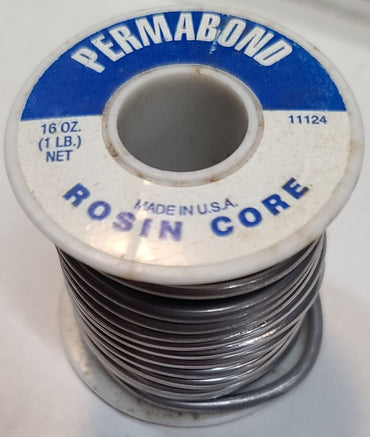 PERMABOND
16 OZ.
(1 LB.)
NET
11124
MADE IN U.S.A.
ROSIN CORE